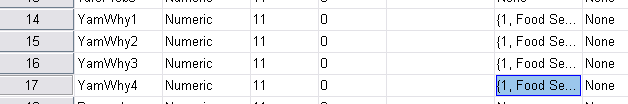 14 YamWhy1 Numeric 11 0 {1, Food Se... None
15 YamWhy2 Numeric 11 0 {1, Food Se... None
16 YamWhy3 Numeric 11 0 {1, Food Se... None
17 YamWhy4 Numeric 11 0 {1, Food Se... None